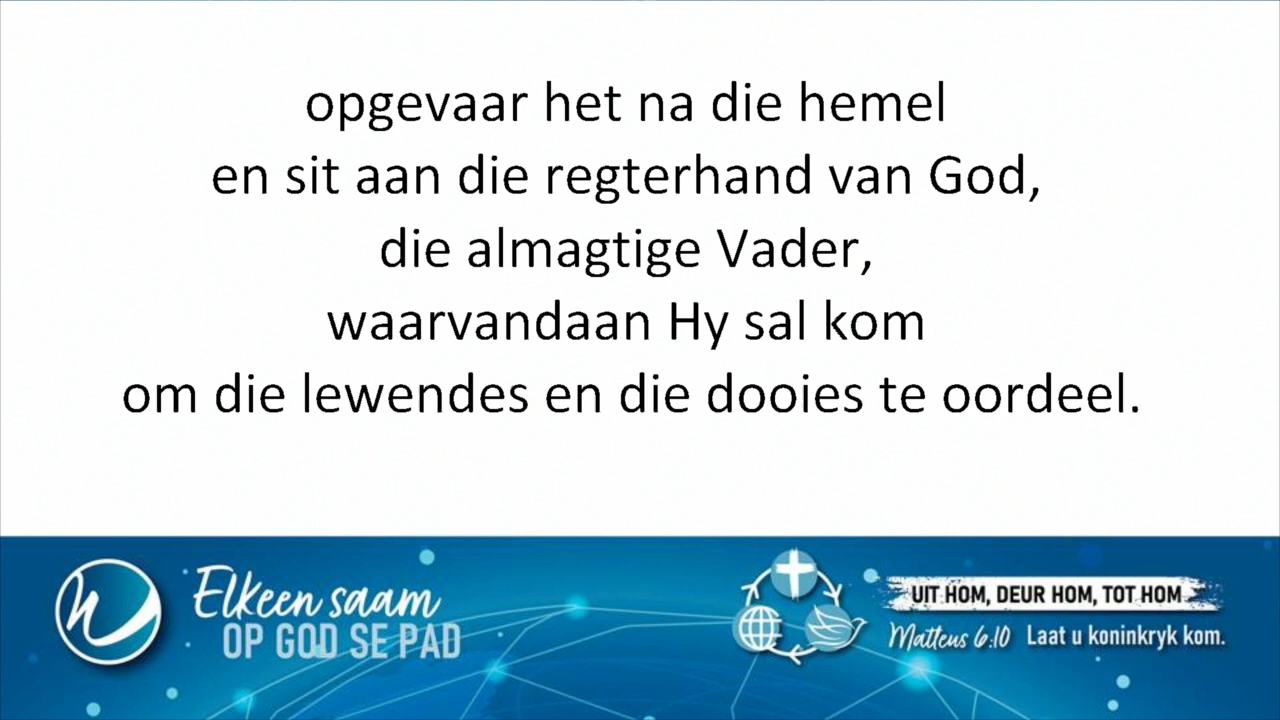 opgevaar het na die hemel
en sit aan die regterhand van God,
die almagtige Vader,
waarvandaan Hy sal kom
om die lewendes en die dooies te oordeel.
Elkeen saam
OP GOD SE PAD
UIT HOM, DEUR HOM, TOT HOM
Matteus 6:10 Laat u koninkryk kom.